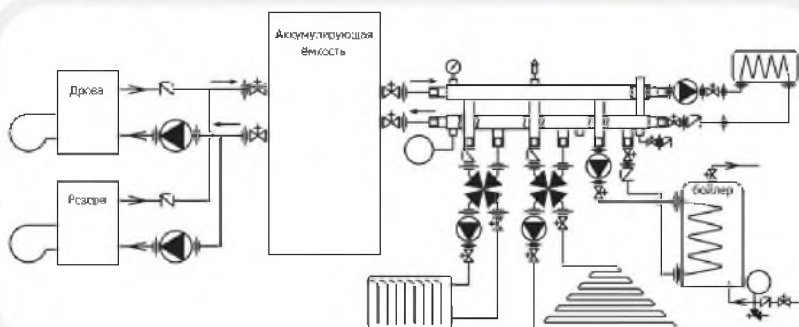 Аккумулирующая
ёмкость
Дрова
Резерв
бойлер